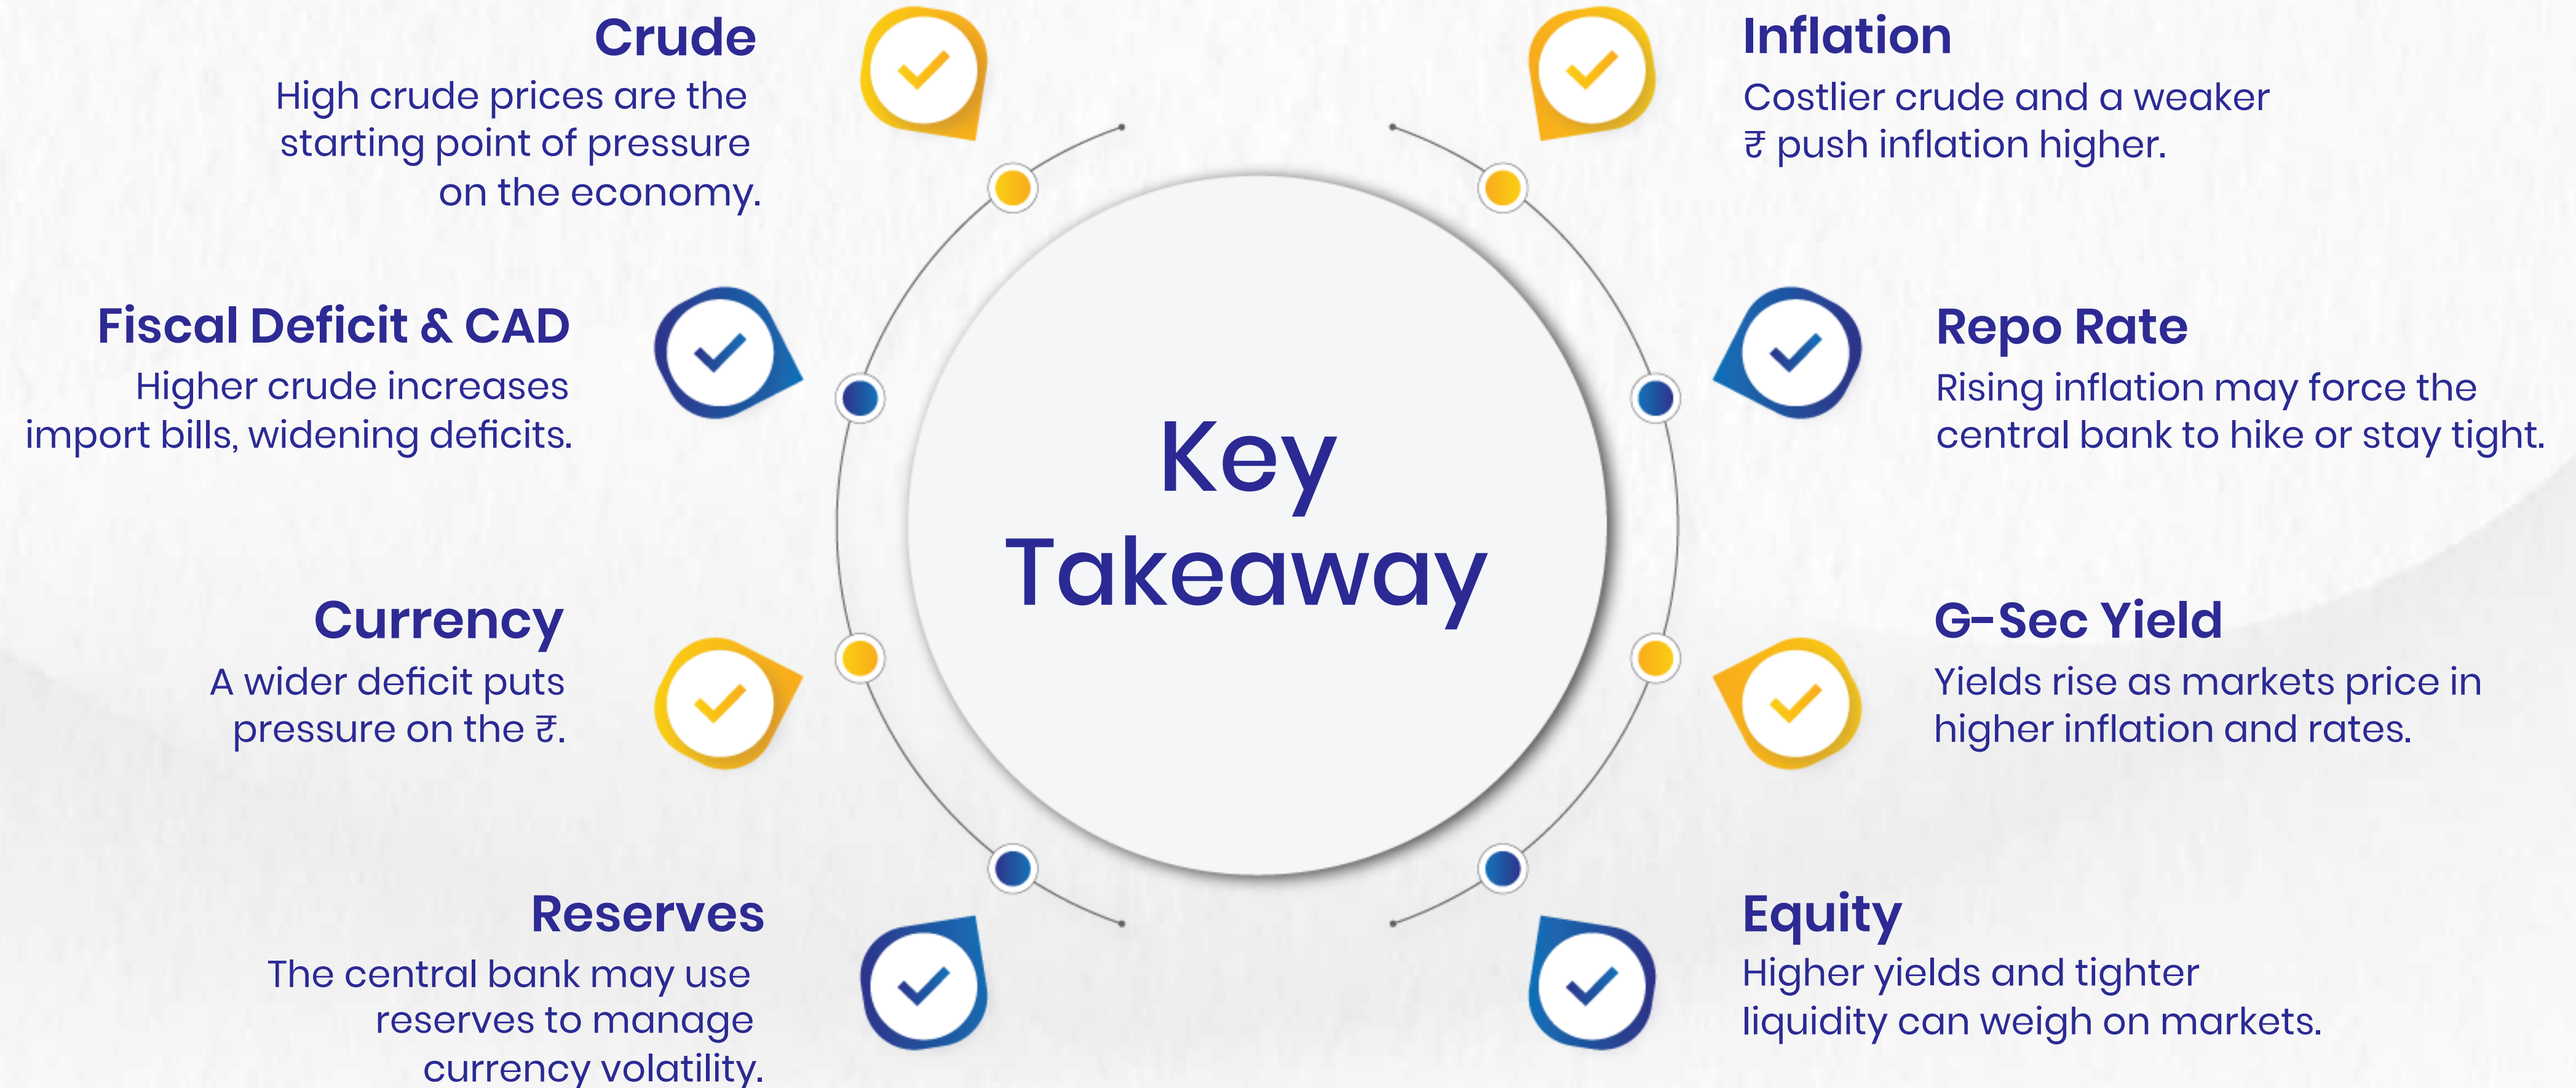 Crude
High crude prices are the
starting point of pressure
on the economy.
Fiscal Deficit & CAD
Higher crude increases
import bills, widening deficits.
Currency
A wider deficit puts
pressure on the ₹.
Reserves
The central bank may use
reserves to manage
currency volatility.
Key
Takeaway
Inflation
Costlier crude and a weaker
₹ push inflation higher.
Repo Rate
Rising inflation may force the
central bank to hike or stay tight.
G-Sec Yield
Yields rise as markets price in
higher inflation and rates.
Equity
Higher yields and tighter
liquidity can weigh on markets.